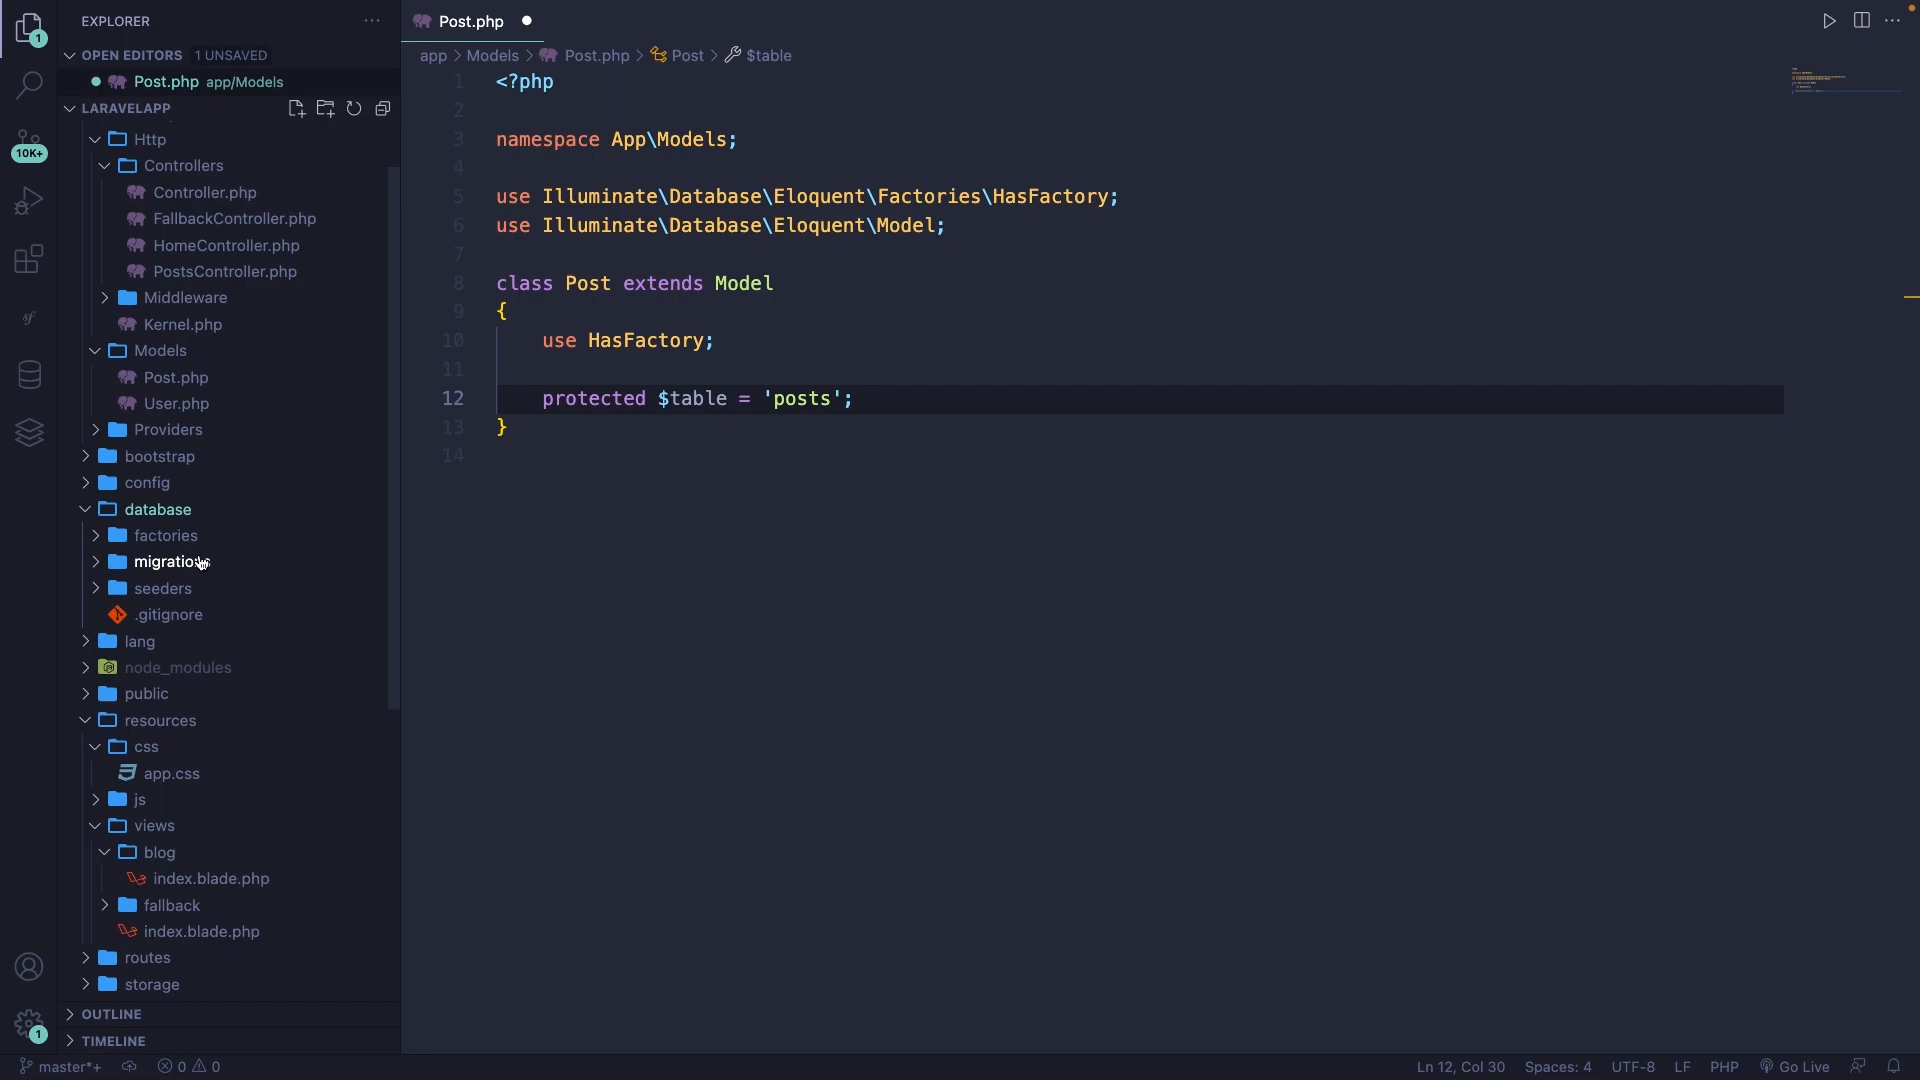 EXPLORER
OPEN EDITORS 1 UNSAVED
Post.php app/Models
LARAVELAPP
Http
Controllers
Controller.php
FallbackController.php
HomeController.php
PostsController.php
Middleware
Kernel.php
Models
Post.php
User.php
Providers
bootstrap
config
database
factories
migrations
seeders
.gitignore
lang
node_modules
public
resources
css
app.css
js
views
blog
index.blade.php
fallback
index.blade.php
routes
storage
OUTLINE
TIMELINE
1
10K+
sf
1
Post.php
app > Models > Post.php > Post > $table
1 <?php
2
3 namespace App\Models;
4
5 use Illuminate\Database\Eloquent\Factories\HasFactory;
6 use Illuminate\Database\Eloquent\Model;
7
8 class Post extends Model
9 {
10 use HasFactory;
11
12 protected $table = 'posts';
13 }
14
master*+ 0 0 Ln 12, Col 30 Spaces: 4 UTF-8 LF PHP Go Live